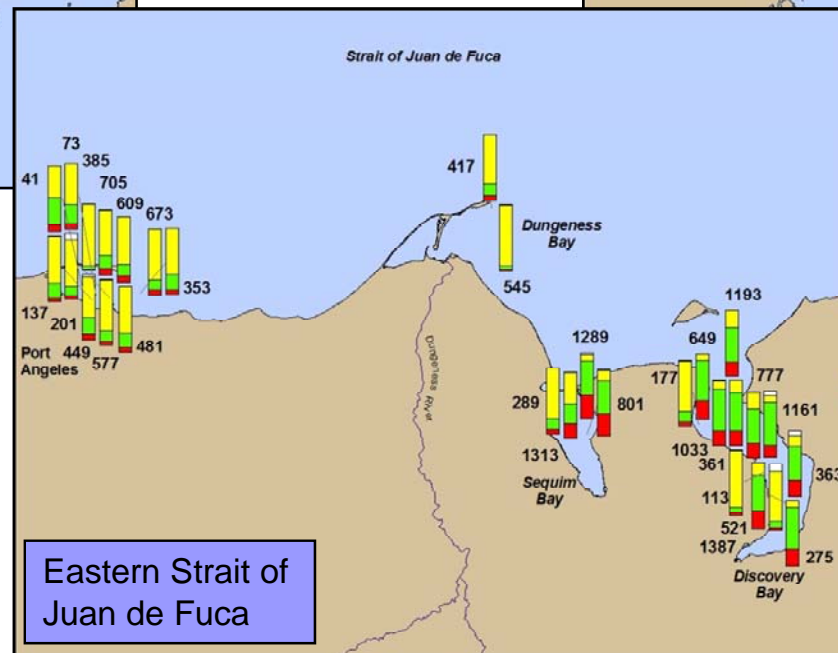 Strait of Juan de Fuca
73
385
41
705
609
673
417
Dungeness
Bay
353
545
137
201
Port
Angeles
449
577
481
Dungeness River
1193
1289
649
177
777
289
801
1161
1313
1033
361
363
Sequim
Bay
113
521
1387
275
Discovery
Bay
Eastern Strait of
Juan de Fuca